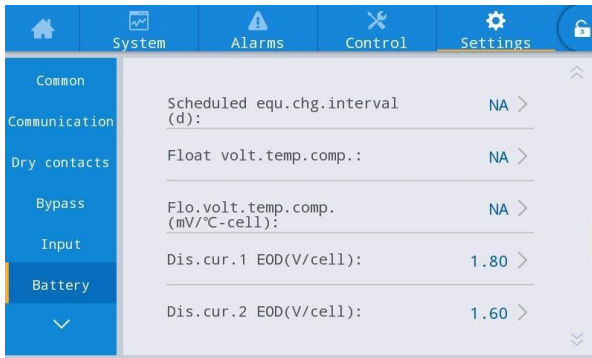 System
Alarms
Control
Settings
3
Common
Communication
Dry contacts
Bypass
Input
Battery
Scheduled equ.chg.interval
(d):
NA
Float volt.temp.comp.:
NA
Flo.volt.temp.comp.
(mV/℃-cell):
NA
Dis.cur.1 EOD(V/cell):
1.80
Dis.cur.2 EOD(V/cell):
1.60